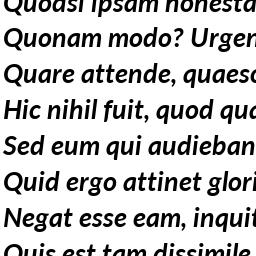 Quodsi ipsam honesta
Quonam modo? Urgen
Quare attende, quaeso
Hic nihil fuit, quod qua
Sed eum qui audieban
Quid ergo attinet glori
Negat esse eam, inquit
Quis est tam dissimile